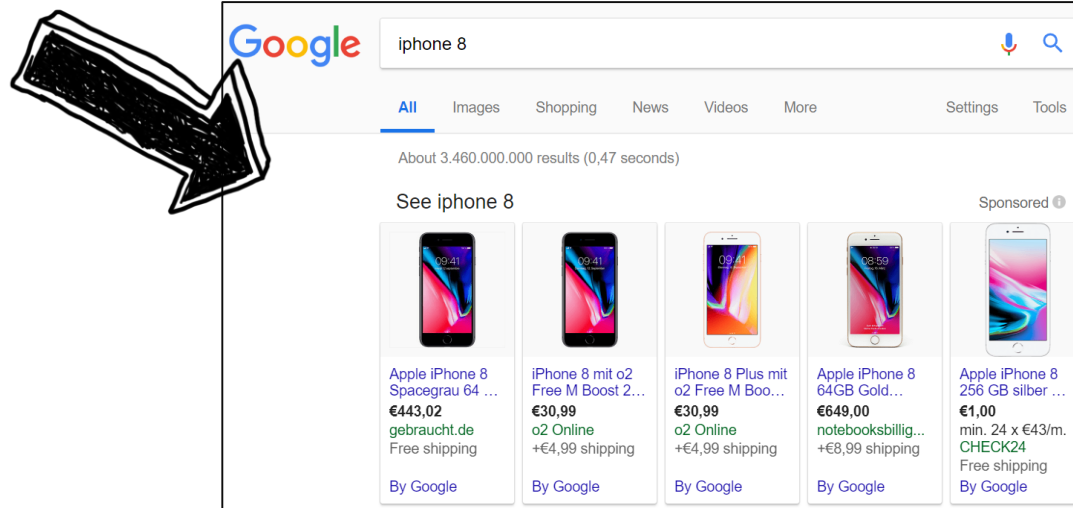 Google
iphone 8
All Images Shopping News Videos More Settings Tools
About 3.460.000.000 results (0,47 seconds)
See iphone 8
Sponsored
09:41
09:41
09:41
08:59
Apple iPhone 8
Spacegrau 64 ...
€443,02
gebraucht.de
Free shipping
By Google
iPhone 8 mit o2
Free M Boost 2...
€30,99
o2 Online
+€4,99 shipping
By Google
iPhone 8 Plus mit
o2 Free M Boo...
€30,99
o2 Online
+€4,99 shipping
By Google
Apple iPhone 8
64GB Gold...
€649,00
notebooksbillig...
+€8,99 shipping
By Google
Apple iPhone 8
256 GB silber ...
€1,00
min. 24 x €43/m.
CHECK24
Free shipping
By Google